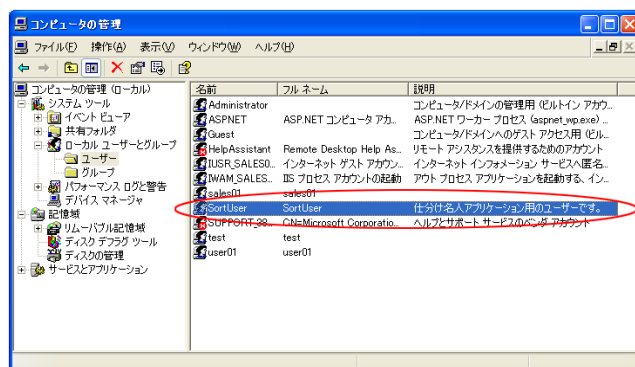 コンピュータの管理
ファイル(F) 操作(A) 表示(V) ウィンドウ(W) ヘルプ(H)
コンピュータの管理 (ローカル)
システム ツール
イベント ビューア
共有フォルダ
ローカル ユーザーとグループ
ユーザー
グループ
パフォーマンス ログと警告
デバイス マネージャ
記憶域
リムーバブル記憶域
ディスク デフラグ ツール
ディスクの管理
サービスとアプリケーション
名前 フル ネーム 説明
Administrator コンピュータ/ドメインの管理用 (ビルトイン アカウ...
ASPNET ASP.NET コンピュータ アカ... ASP.NET ワーカー プロセス (aspnet_wp.exe) ...
Guest コンピュータ/ドメインへのゲスト アクセス用 (ビル...
HelpAssistant Remote Desktop Help As... リモート アシスタンスを提供するためのアカウント
IUSR_SALES0... インターネット ゲスト アカウン... インターネット インフォメーション サービスへ匿名...
IWAM_SALES... IIS プロセス アカウントの起動 アウト プロセス アプリケーションを起動する、イン...
sales01 sales01
SortUser SortUser 仕分け名人アプリケーション用のユーザーです。
SUPPORT_38... CN=Microsoft Corporatio... ヘルプとサポート サービスのベンダ アカウント
test test
user01 user01